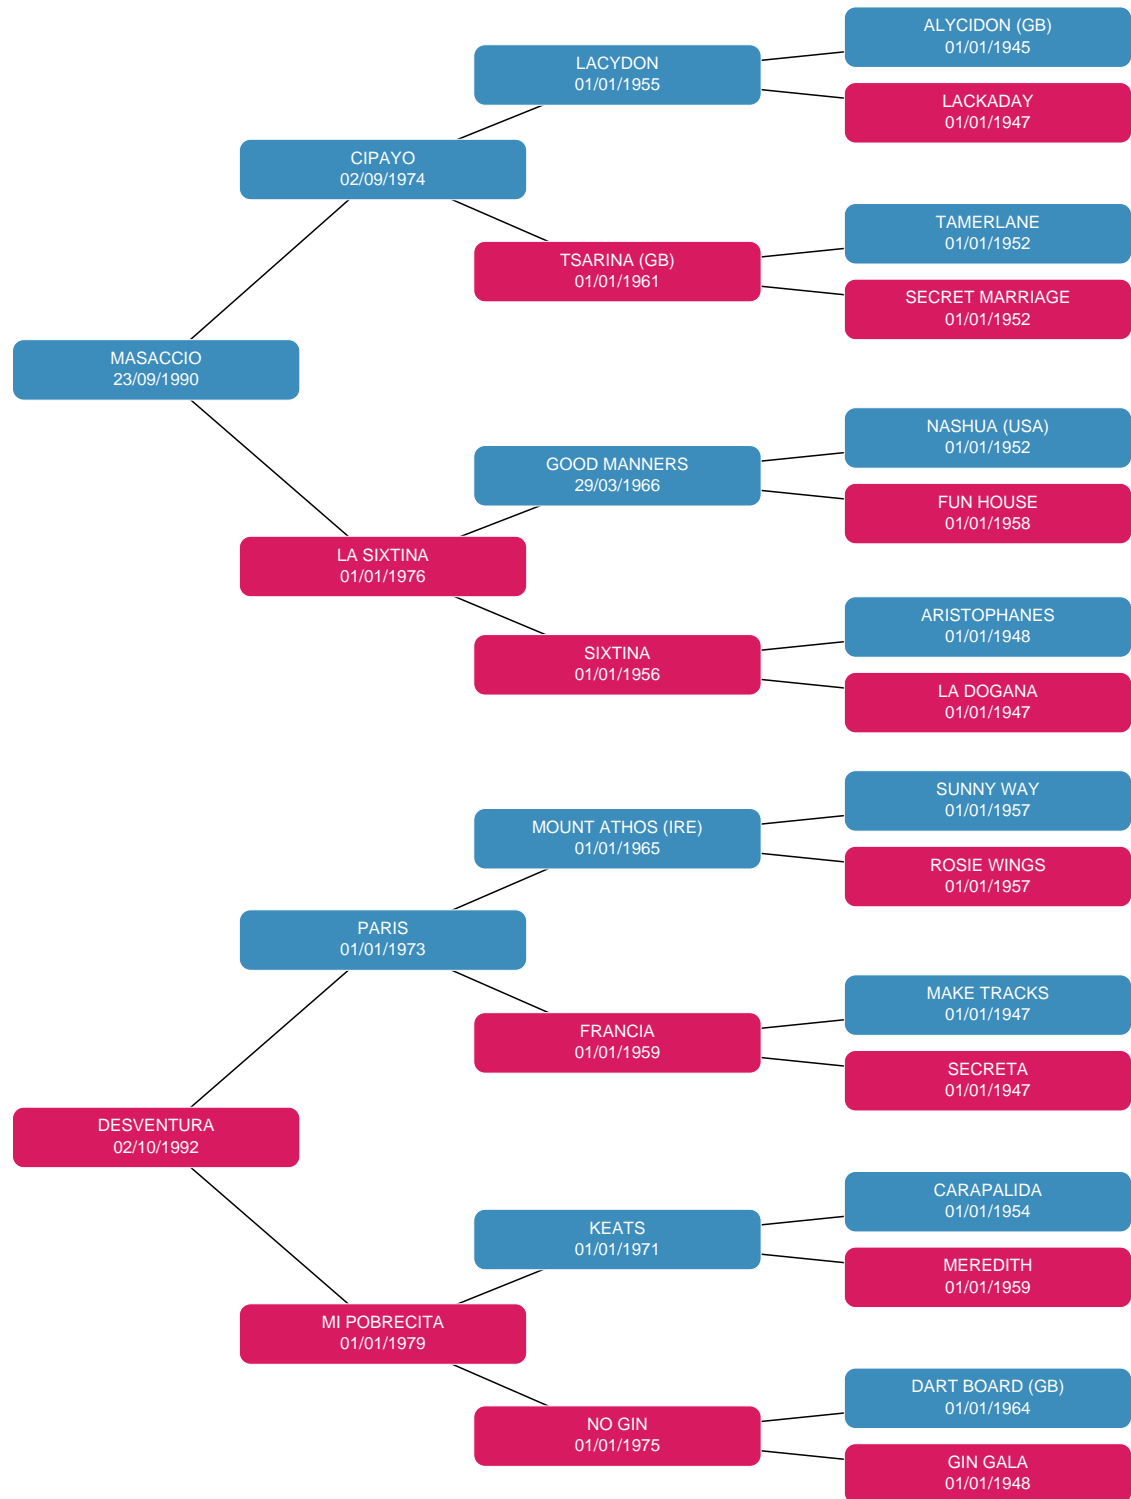 ALYCIDON (GB)
01/01/1945
LACYDON
01/01/1955
LACKADAY
01/01/1947
CIPAYO
02/09/1974
TAMERLANE
01/01/1952
TSARINA (GB)
01/01/1961
SECRET MARRIAGE
01/01/1952
MASACCIO
23/09/1990
NASHUA (USA)
01/01/1952
GOOD MANNERS
29/03/1966
FUN HOUSE
01/01/1958
LA SIXTINA
01/01/1976
ARISTOPHANES
01/01/1948
SIXTINA
01/01/1956
LA DOGANA
01/01/1947
SUNNY WAY
01/01/1957
MOUNT ATHOS (IRE)
01/01/1965
ROSIE WINGS
01/01/1957
PARIS
01/01/1973
MAKE TRACKS
01/01/1947
FRANCIA
01/01/1959
SECRETA
01/01/1947
DESVENTURA
02/10/1992
CARAPALIDA
01/01/1954
KEATS
01/01/1971
MEREDITH
01/01/1959
MI POBRECITA
01/01/1979
DART BOARD (GB)
01/01/1964
NO GIN
01/01/1975
GIN GALA
01/01/1948